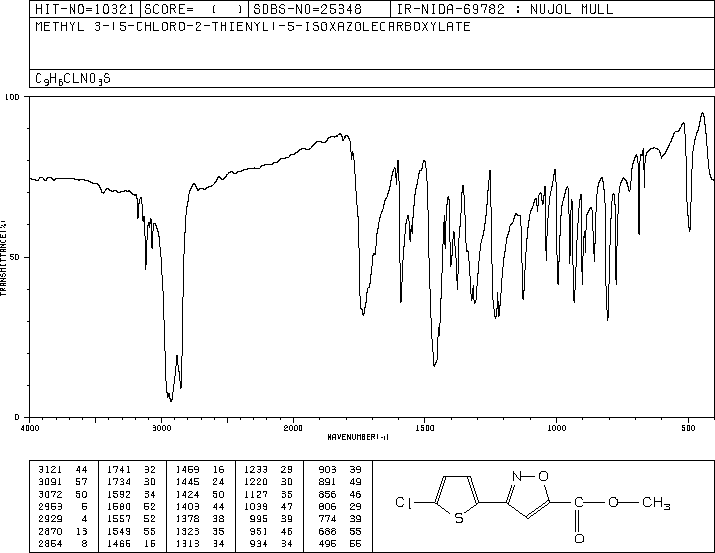 HIT-NO=10321 SCORE= ( ) SDBS-NO=25348 IR-NIDA-69782 : NUJOL MULL
METHYL 3-(5-CHLORO-2-THIENYL)-5-ISOXAZOLECARBOXYLATE
C9H6CLNO3S
100
50
0
TRANSMITTANCE(%)
4000 3000 2000 1500 1000 500
WAVENUMBER(-1)
3121 44 1741 32 1459 16 1233 29 903 39
3091 57 1734 30 1445 24 1220 30 891 49
3072 50 1592 34 1424 50 1127 35 856 46
2953 6 1580 62 1403 44 1039 47 806 29
2929 4 1557 52 1378 38 995 39 774 39
2870 13 1549 55 1323 35 951 46 688 55
2854 8 1466 16 1313 34 934 34 496 55
N O
Cl S C O CH3
O